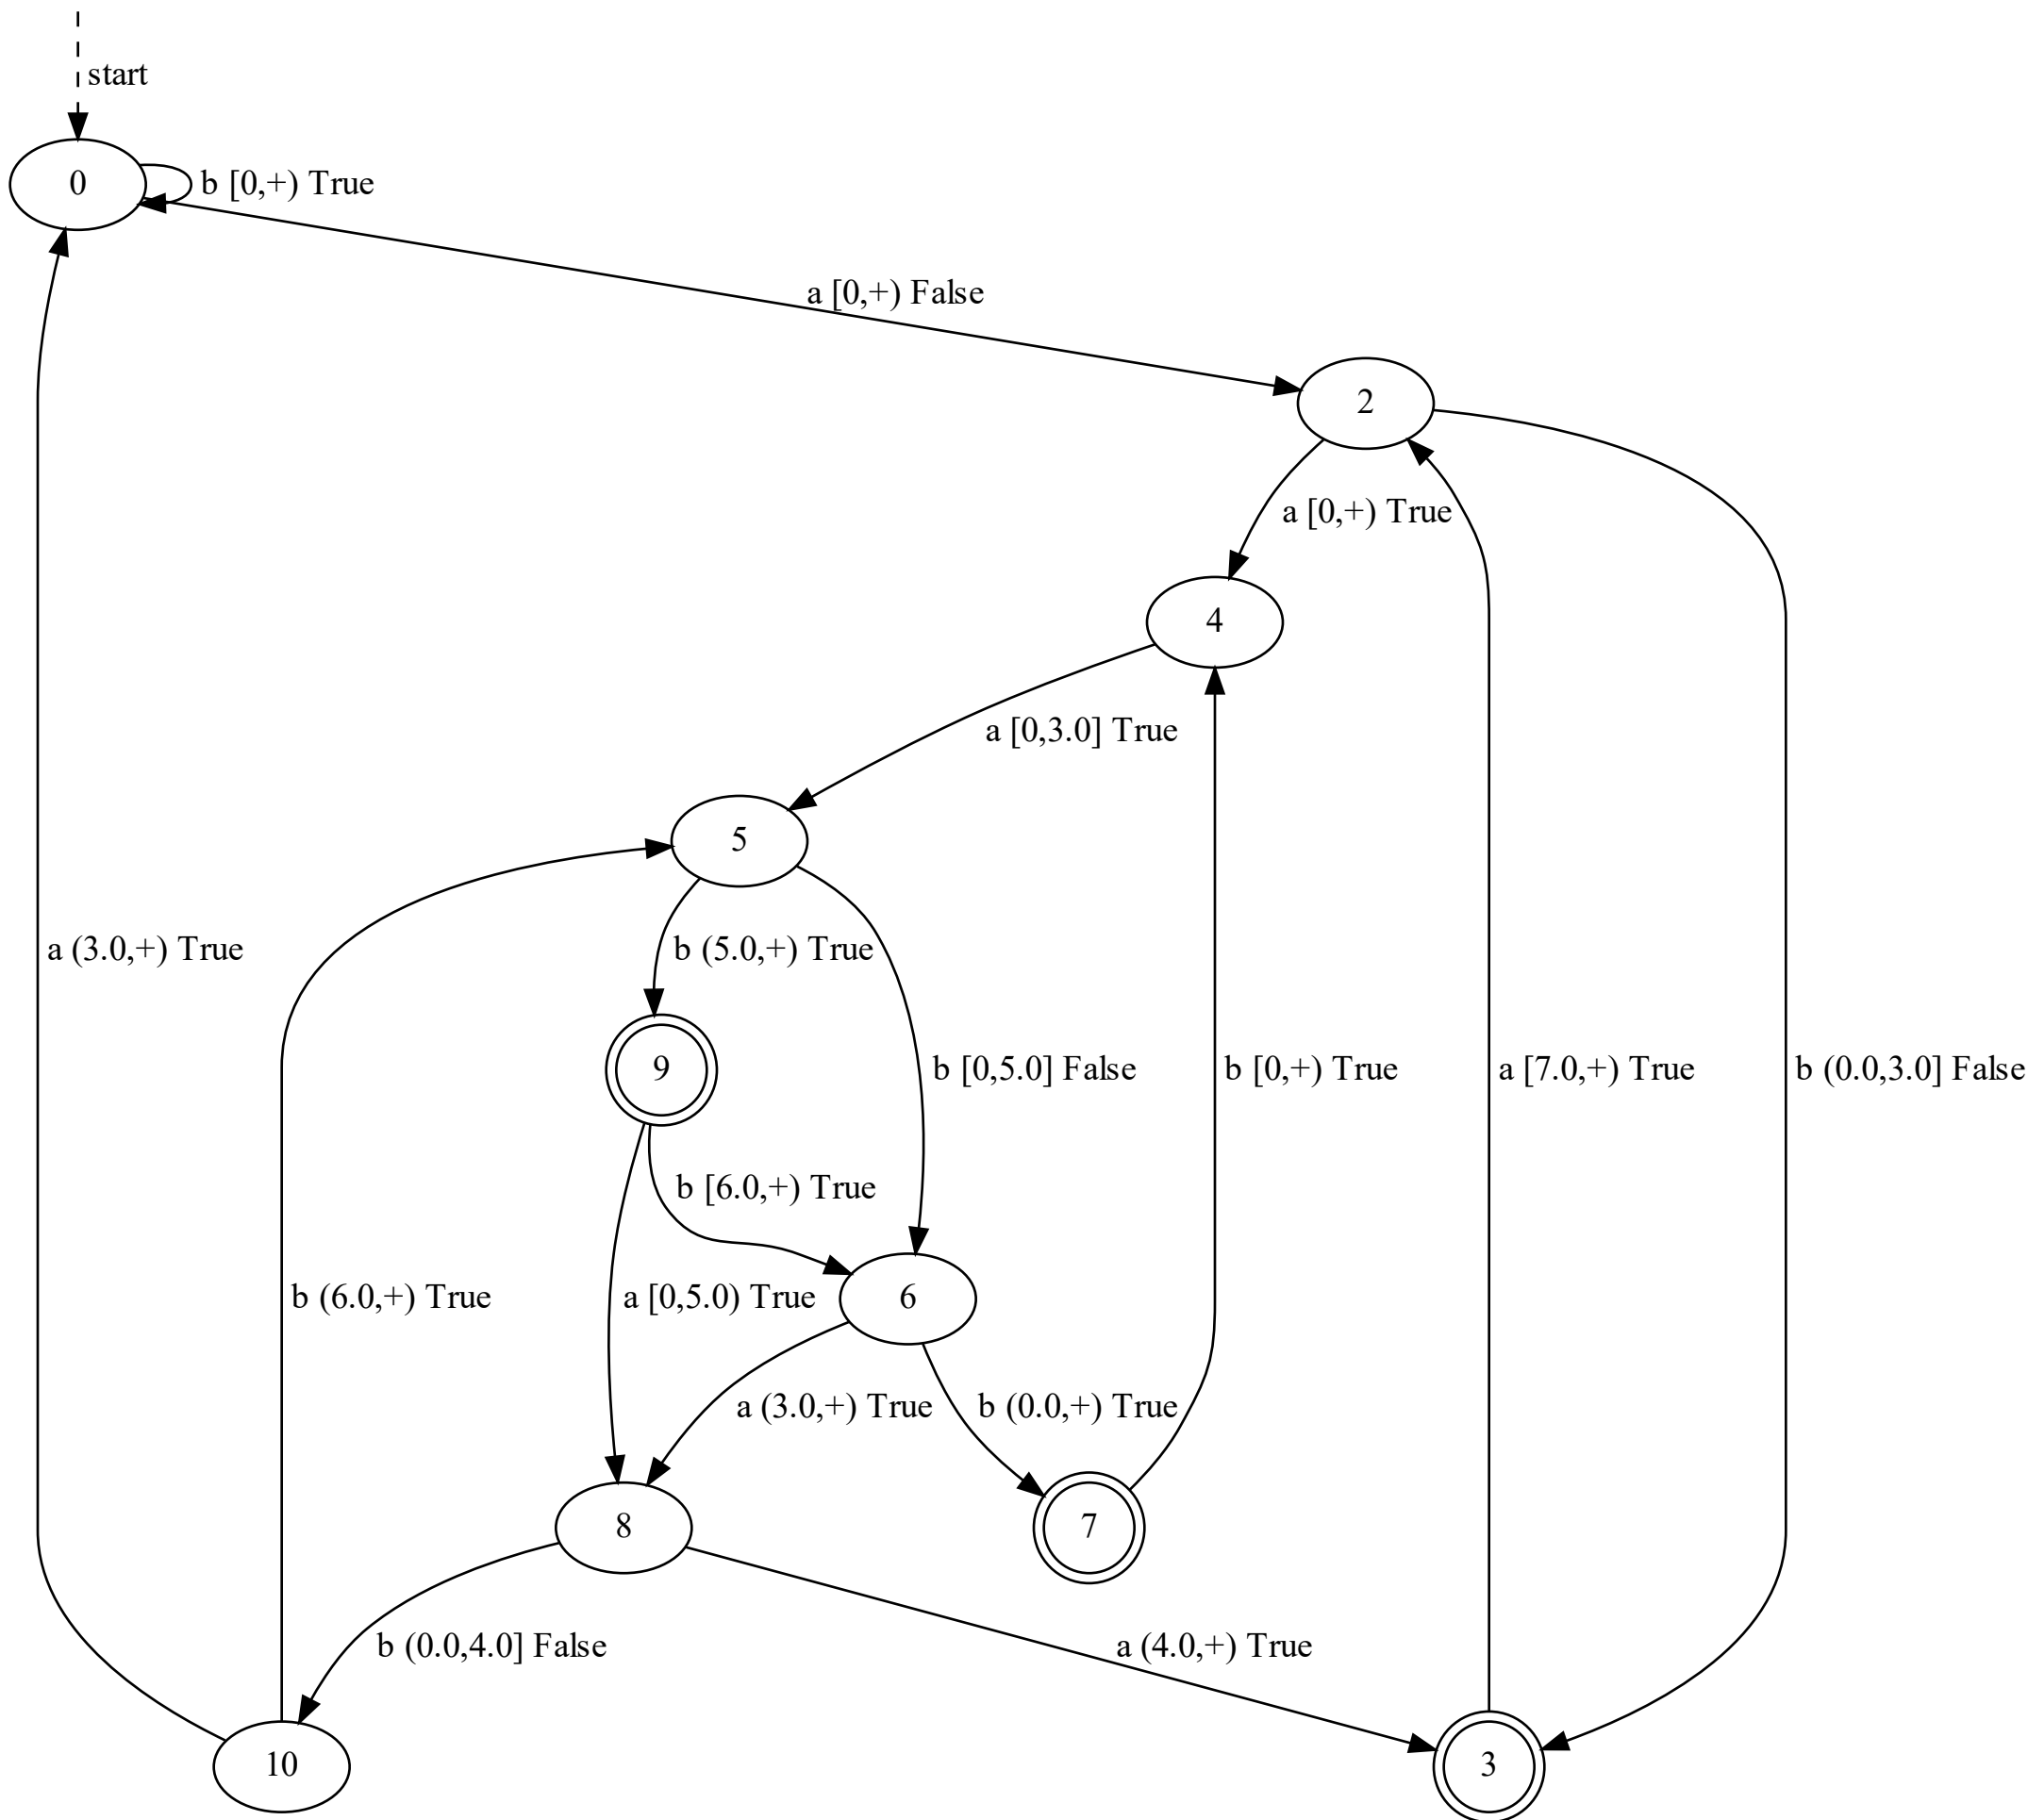 start
0
b [0,+) True
a [0,+) False
2
a [0,+) True
4
a [0,3.0] True
5
a (3.0,+) True
b (5.0,+) True
9
b [0,5.0] False
b [0,+) True
a [7.0,+) True
b (0.0,3.0] False
b [6.0,+) True
b (6.0,+) True
a [0,5.0) True
6
a (3.0,+) True
b (0.0,+) True
8
7
b (0.0,4.0] False
a (4.0,+) True
10
3